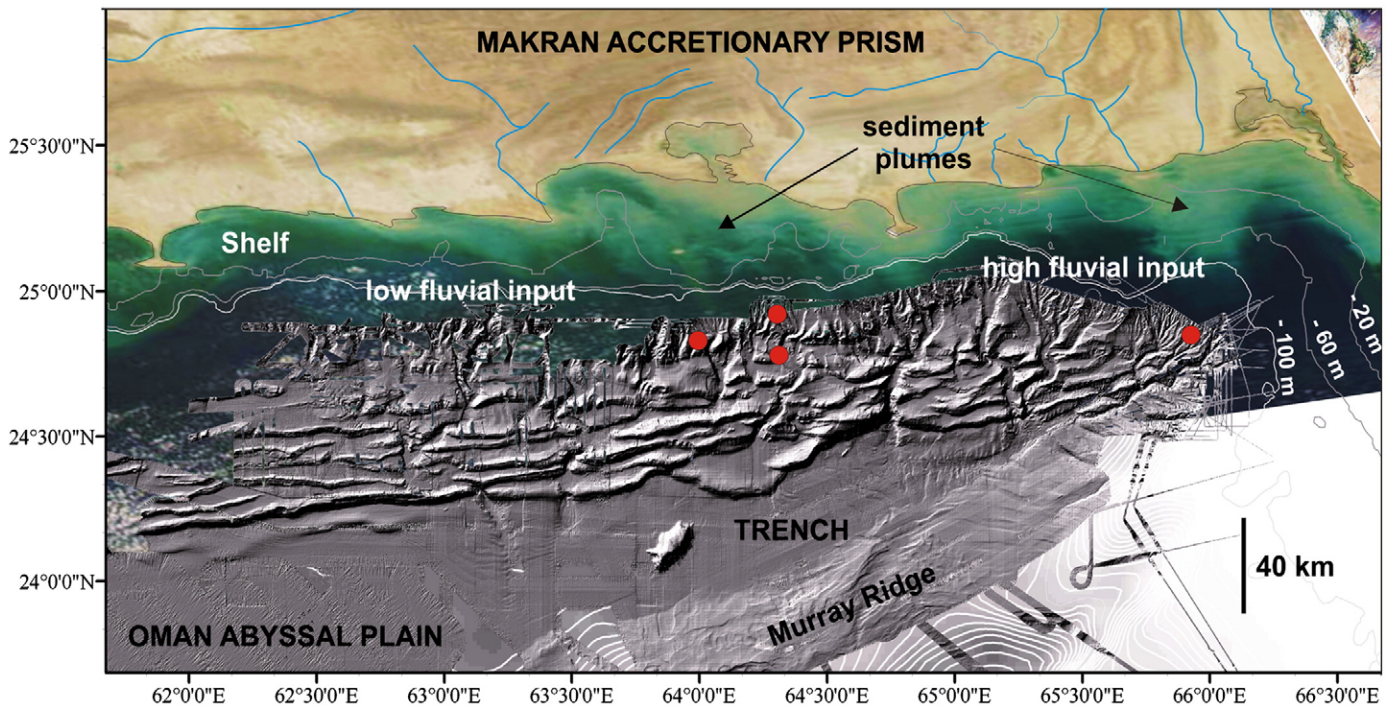 MAKRAN ACCRETIONARY PRISM
sediment
plumes
25°30'0"N
Shelf
high fluvial input
low fluvial input
25°0'0"N
- 20 m
- 60 m
- 100 m
24°30'0"N
TRENCH
40 km
24°0'0"N
Murray Ridge
OMAN ABYSSAL PLAIN
62°0'0"E
62°30'0"E
63°0'0"E
63°30'0"E
64°0'0"E
64°30'0"E
65°0'0"E
65°30'0"E
66°0'0"E
66°30'0"E